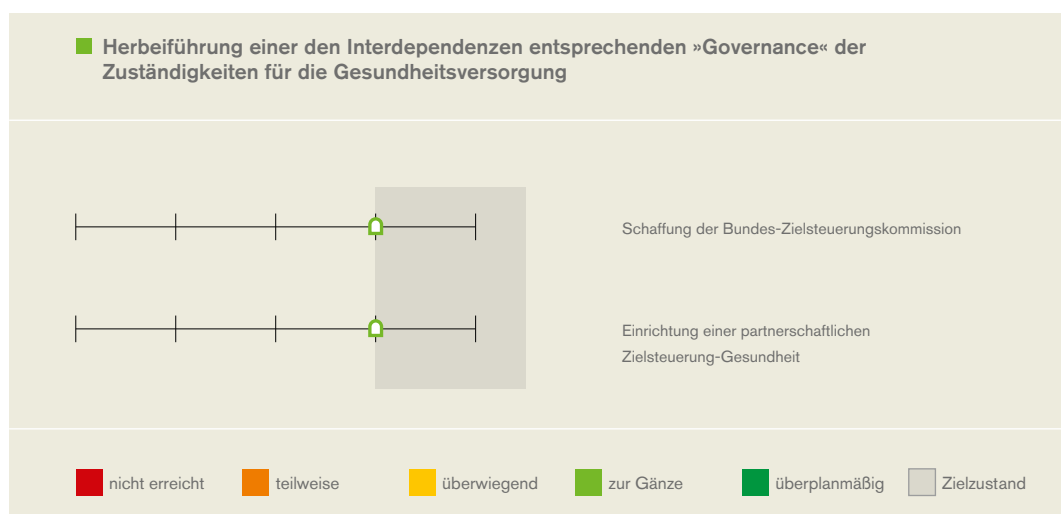 Herbeiführung einer den Interdependenzen entsprechenden »Governance« der
Zuständigkeiten für die Gesundheitsversorgung
Schaffung der Bundes-Zielsteuerungskommission
Einrichtung einer partnerschaftlichen
Zielsteuerung-Gesundheit
nicht erreicht
teilweise
überwiegend
zur Gänze
überplanmäßig
Zielzustand